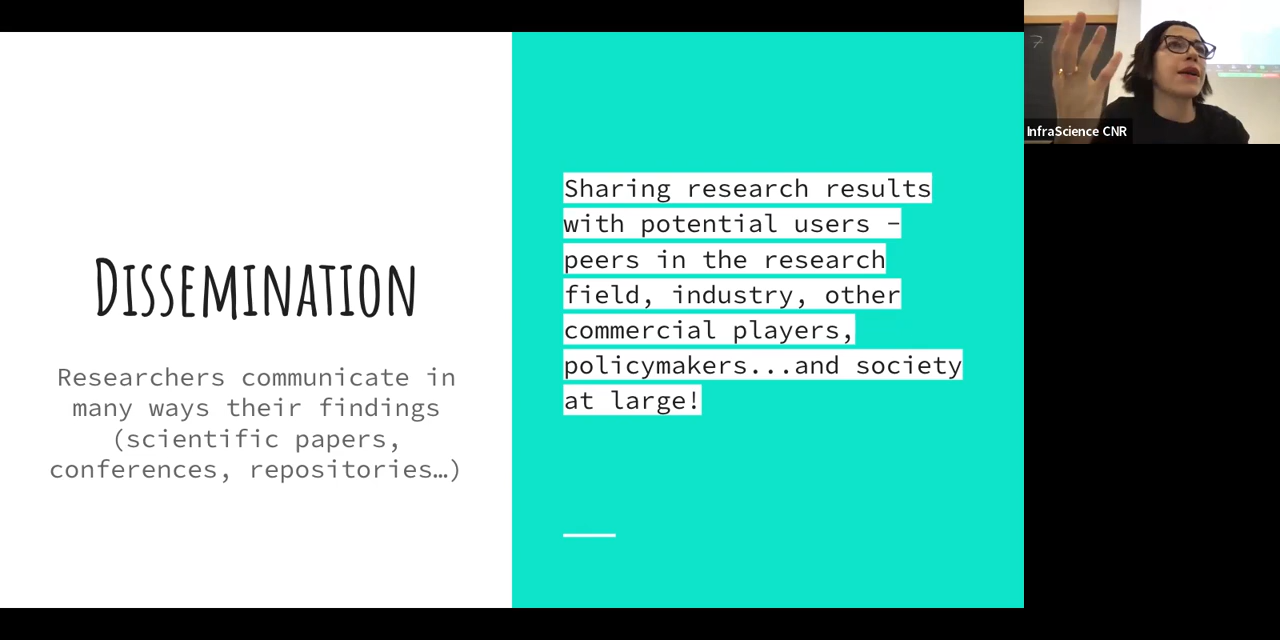 Dissemination
Researchers communicate in
many ways their findings
(scientific papers,
conferences, repositories…)
Sharing research results
with potential users –
peers in the research
field, industry, other
commercial players,
policymakers...and society
at large!
7
InfraScience CNR